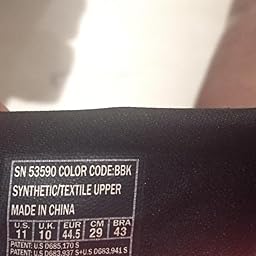 SN 53590 COLOR CODE:BBK
SYNTHETIC/TEXTILE UPPER
MADE IN CHINA
U.S. U.K. EUR CM BRA
11 10 44.5 29 43
PATENT: U.S D685,170 S
PATENT: U.S D683,937 S+U.S D683,941 S